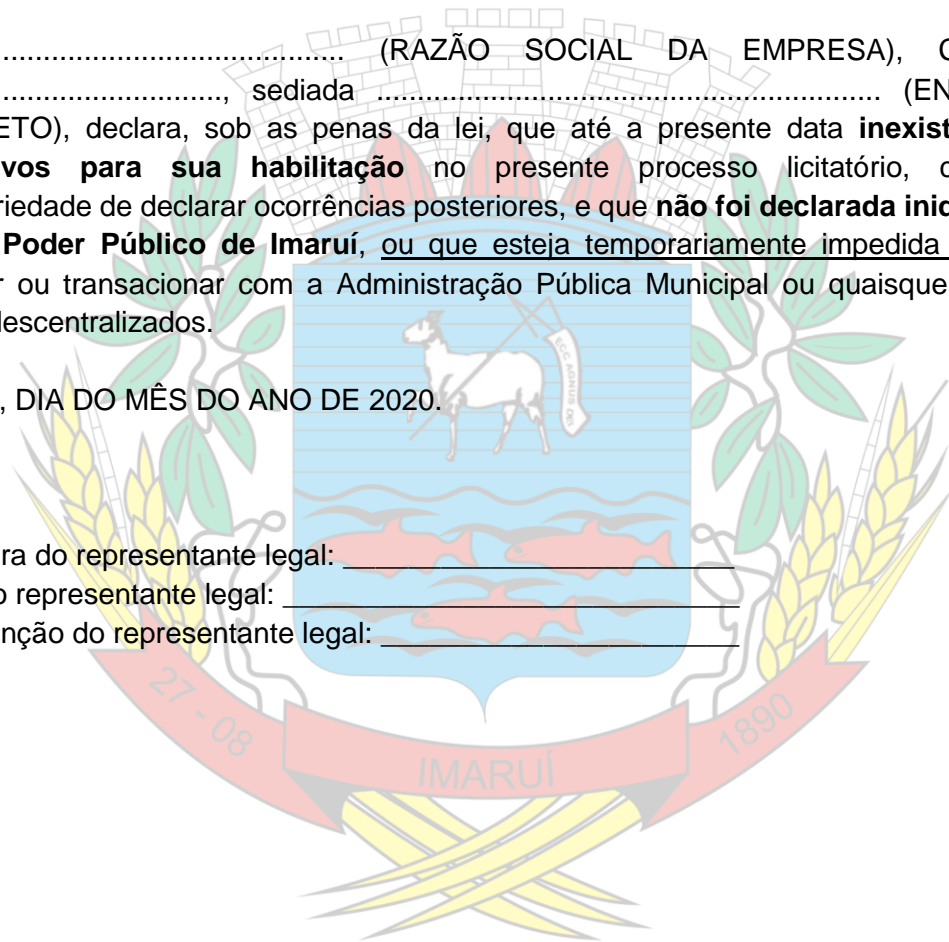 ........................................ (RAZÃO SOCIAL DA EMPRESA), C
.........................., sediada .............................................................. (EN
ETO), declara, sob as penas da lei, que até a presente data inexist
vos para sua habilitação no presente processo licitatório, c
riedade de declarar ocorrências posteriores, e que não foi declarada inid
Poder Público de Imaruí, ou que esteja temporariamente impedida
r ou transacionar com a Administração Pública Municipal ou quaisque
descentralizados.
, DIA DO MÊS DO ANO DE 2020.
ra do representante legal: ________________________
o representante legal: ____________________________
nção do representante legal: ______________________
ECC AGNUS DEI
27 - 08
IMARUÍ
1890